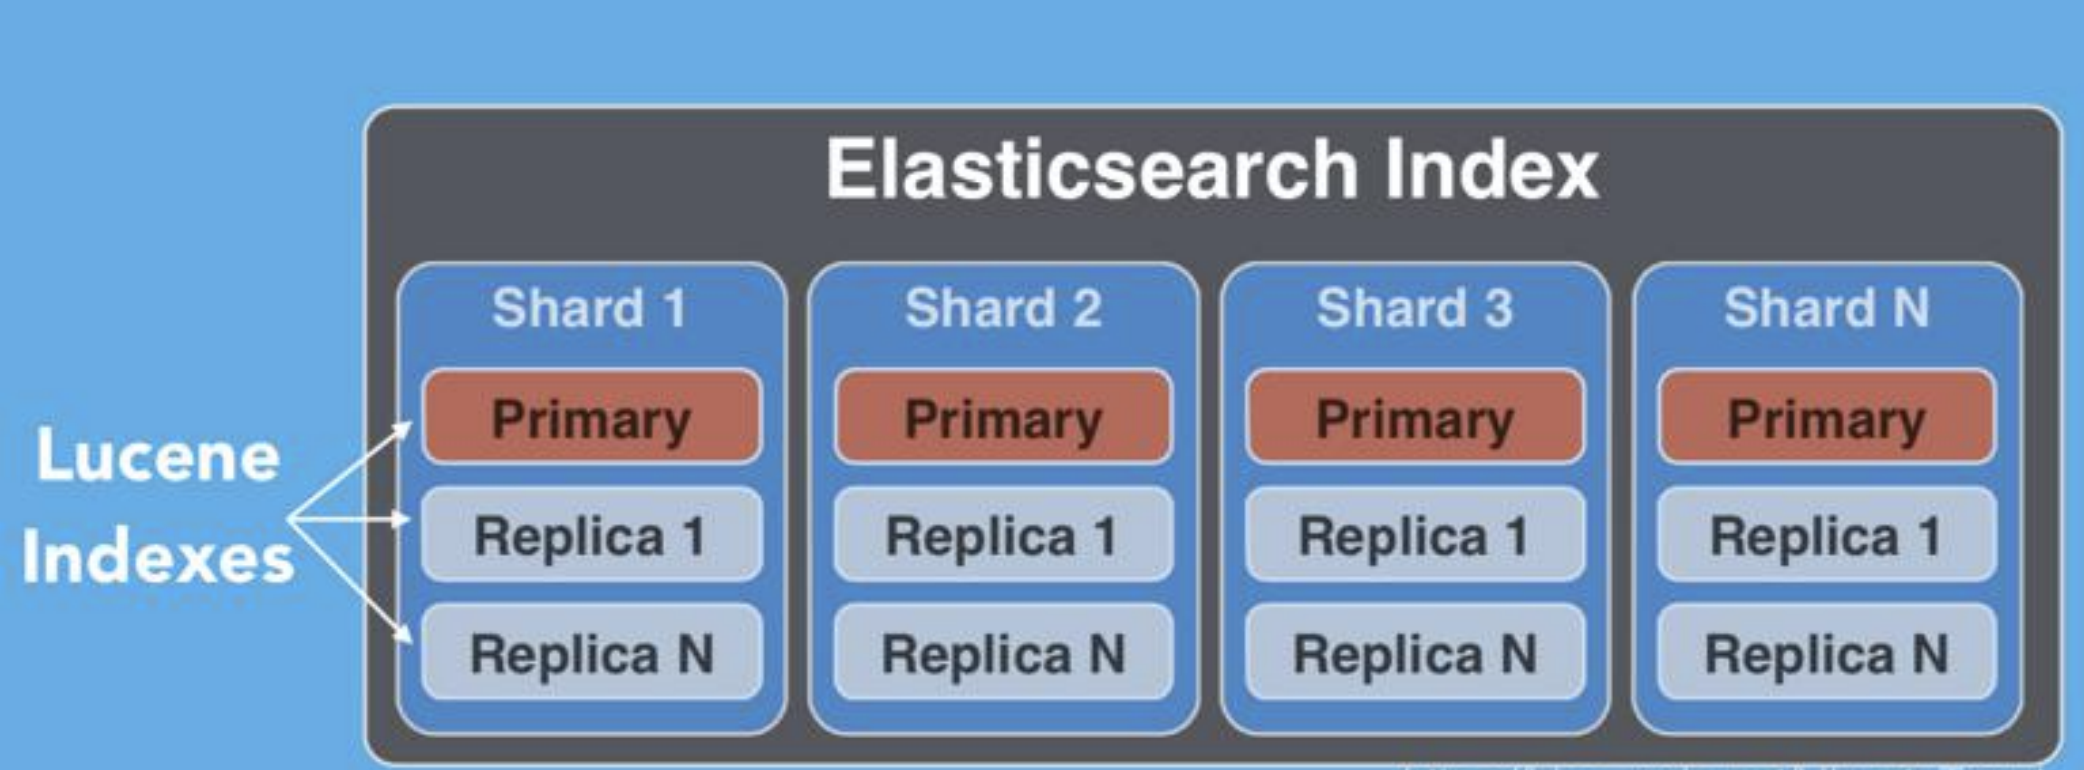 Elasticsearch Index
Shard 1 Shard 2 Shard 3 Shard N
Primary Primary Primary Primary
Lucene
Indexes
Replica 1 Replica 1 Replica 1 Replica 1
Replica N Replica N Replica N Replica N